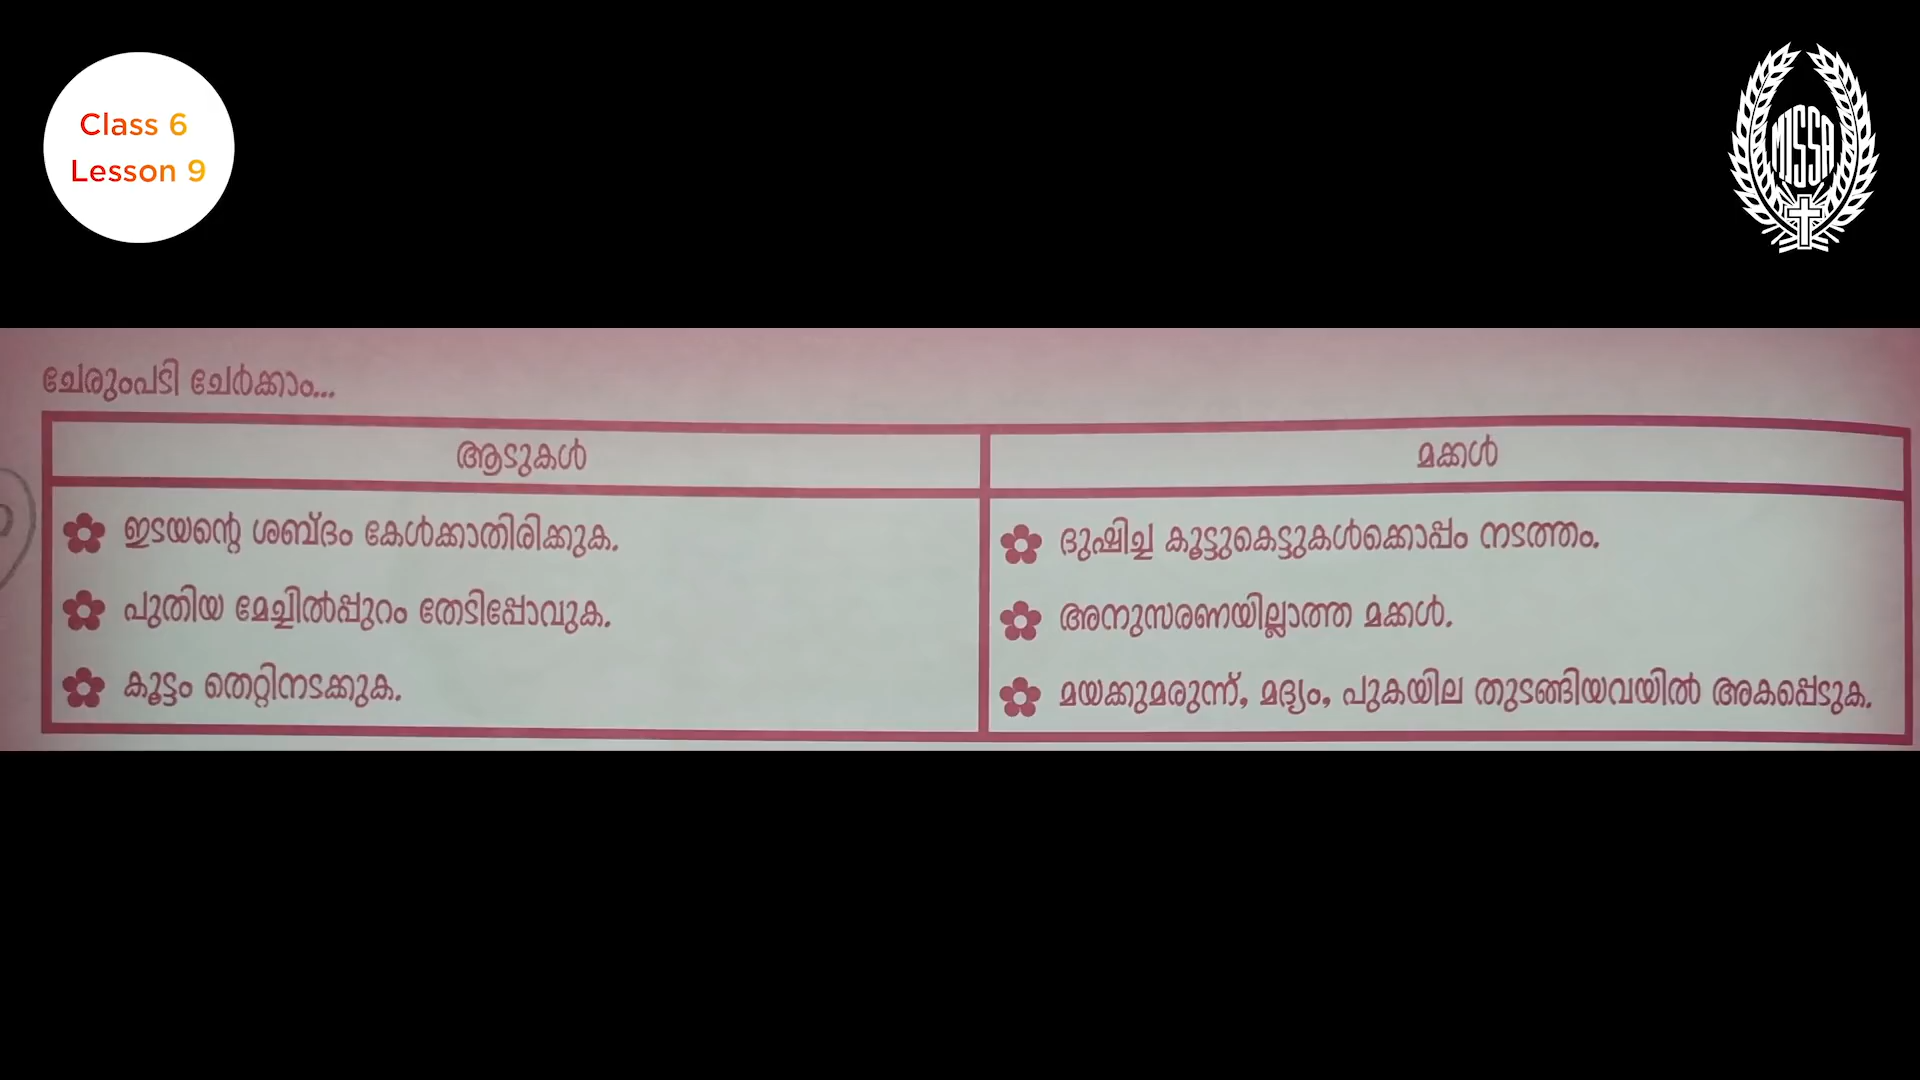 Class 6
Lesson 9
MISSA
ചേരുംപടി ചേർക്കാം...
ആടുകൾ
മക്കൾ
ഇടയന്റെ ശബ്ദം കേൾക്കാതിരിക്കുക.
പുതിയ മേച്ചിൽപ്പുറം തേടിപ്പോവുക.
കൂട്ടം തെറ്റിനടക്കുക.
ദുഷിച്ച കൂട്ടുകെട്ടുകൾക്കൊപ്പം നടത്തം.
അനുസരണയില്ലാത്ത മക്കൾ.
മയക്കുമരുന്ന്, മദ്യം, പുകയില തുടങ്ങിയവയിൽ അകപ്പെടുക.